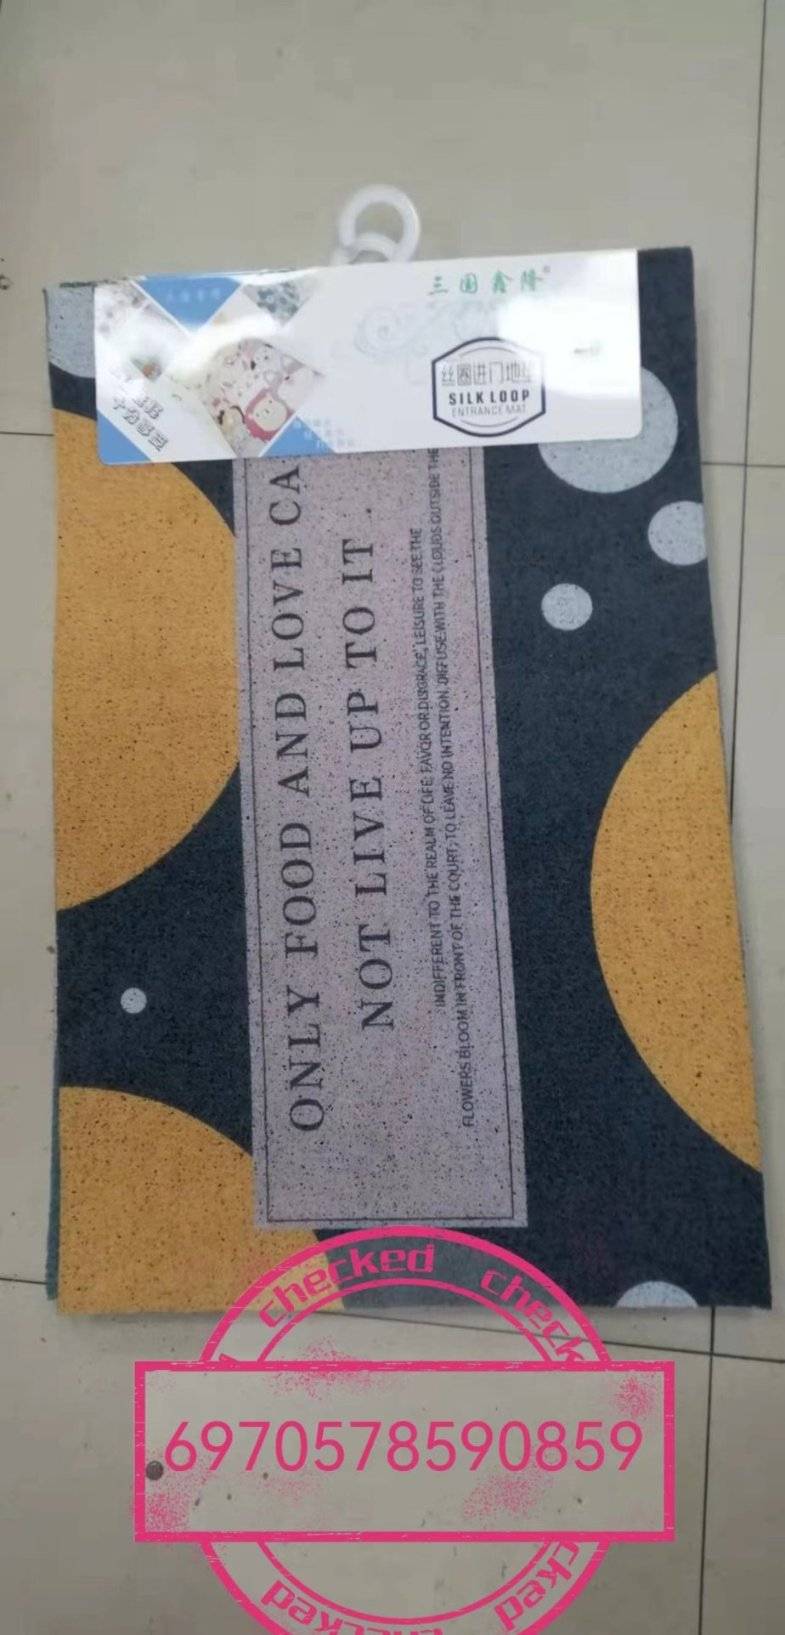 三国鑫隆®
丝圈进门地垫
SILK LOOP
ENTRANCE MAT
ONLY FOOD AND LOVE CA
NOT LIVE UP TO IT
INDIFFERENT TO THE REALM OF LIFE: FAVOR OR DISGRACE, LEISURE TO SEE THE
FLOWERS BLOOM IN FRONT OF THE COURT; TO LEAVE NO INTENTION, DIFFUSE WITH THE CLOUDS OUTSIDE THE
checked
checked
6970578590859
checked
checked